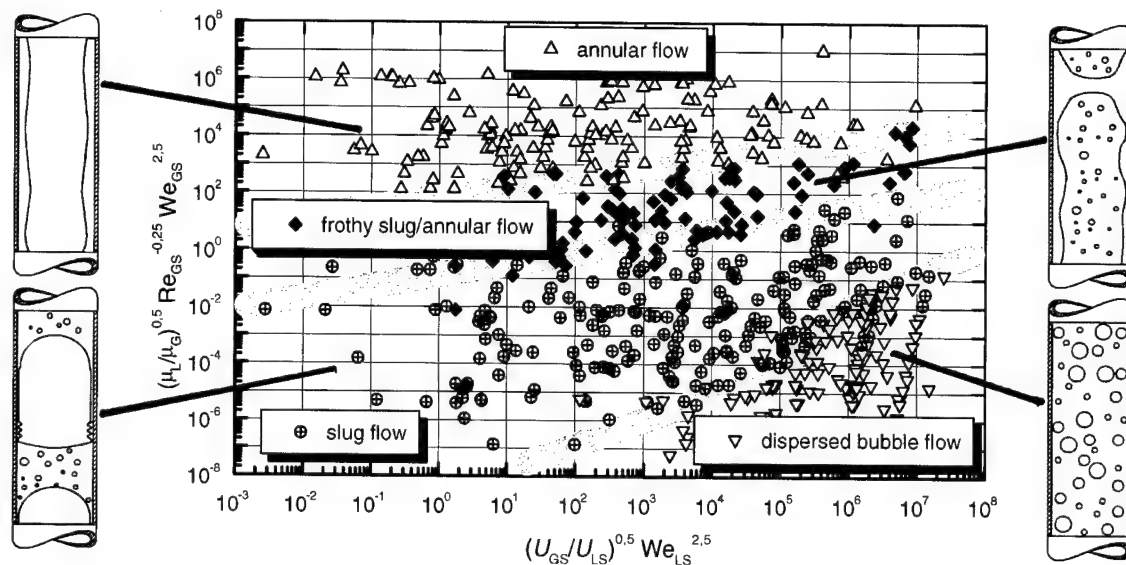 annular flow
frothy slug/annular flow
slug flow
dispersed bubble flow
(μL/μG)^0,5 ReGS^-0,25 WeGS^2,5
10^8
10^6
10^4
10^2
10^0
10^-2
10^-4
10^-6
10^-8
10^-3 10^-2 10^-1 10^0 10^1 10^2 10^3 10^4 10^5 10^6 10^7 10^8
(UGS/ULS)^0,5 WeLS^2,5